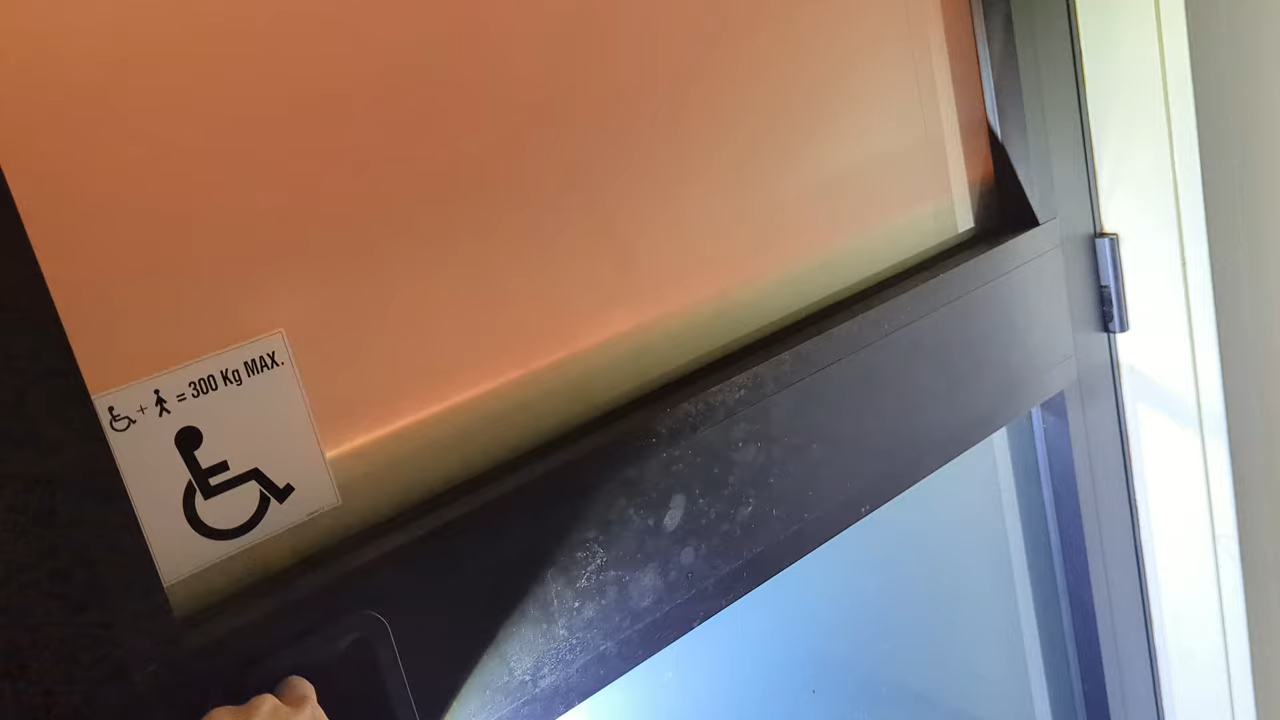 + = 300 Kg MAX.